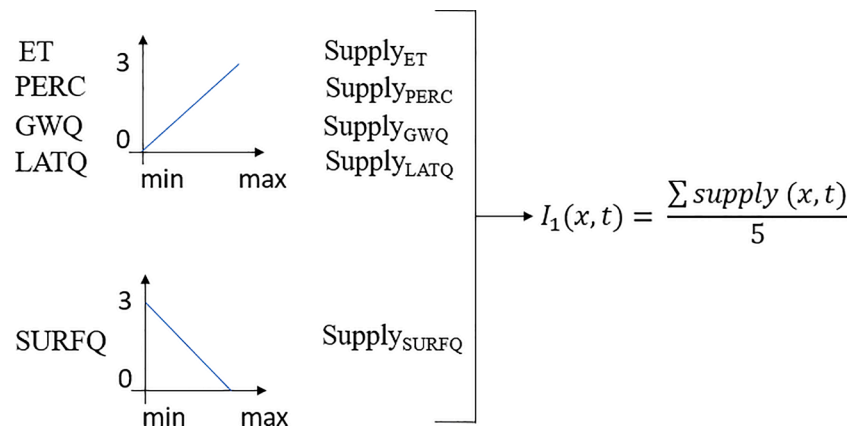 ET
PERC
GWQ
LATQ
3
0
min max
Supply_ET
Supply_PERC
Supply_GWQ
Supply_LATQ
SURFQ
3
0
min max
Supply_SURFQ
I₁(x, t) = ∑ supply (x, t) / 5